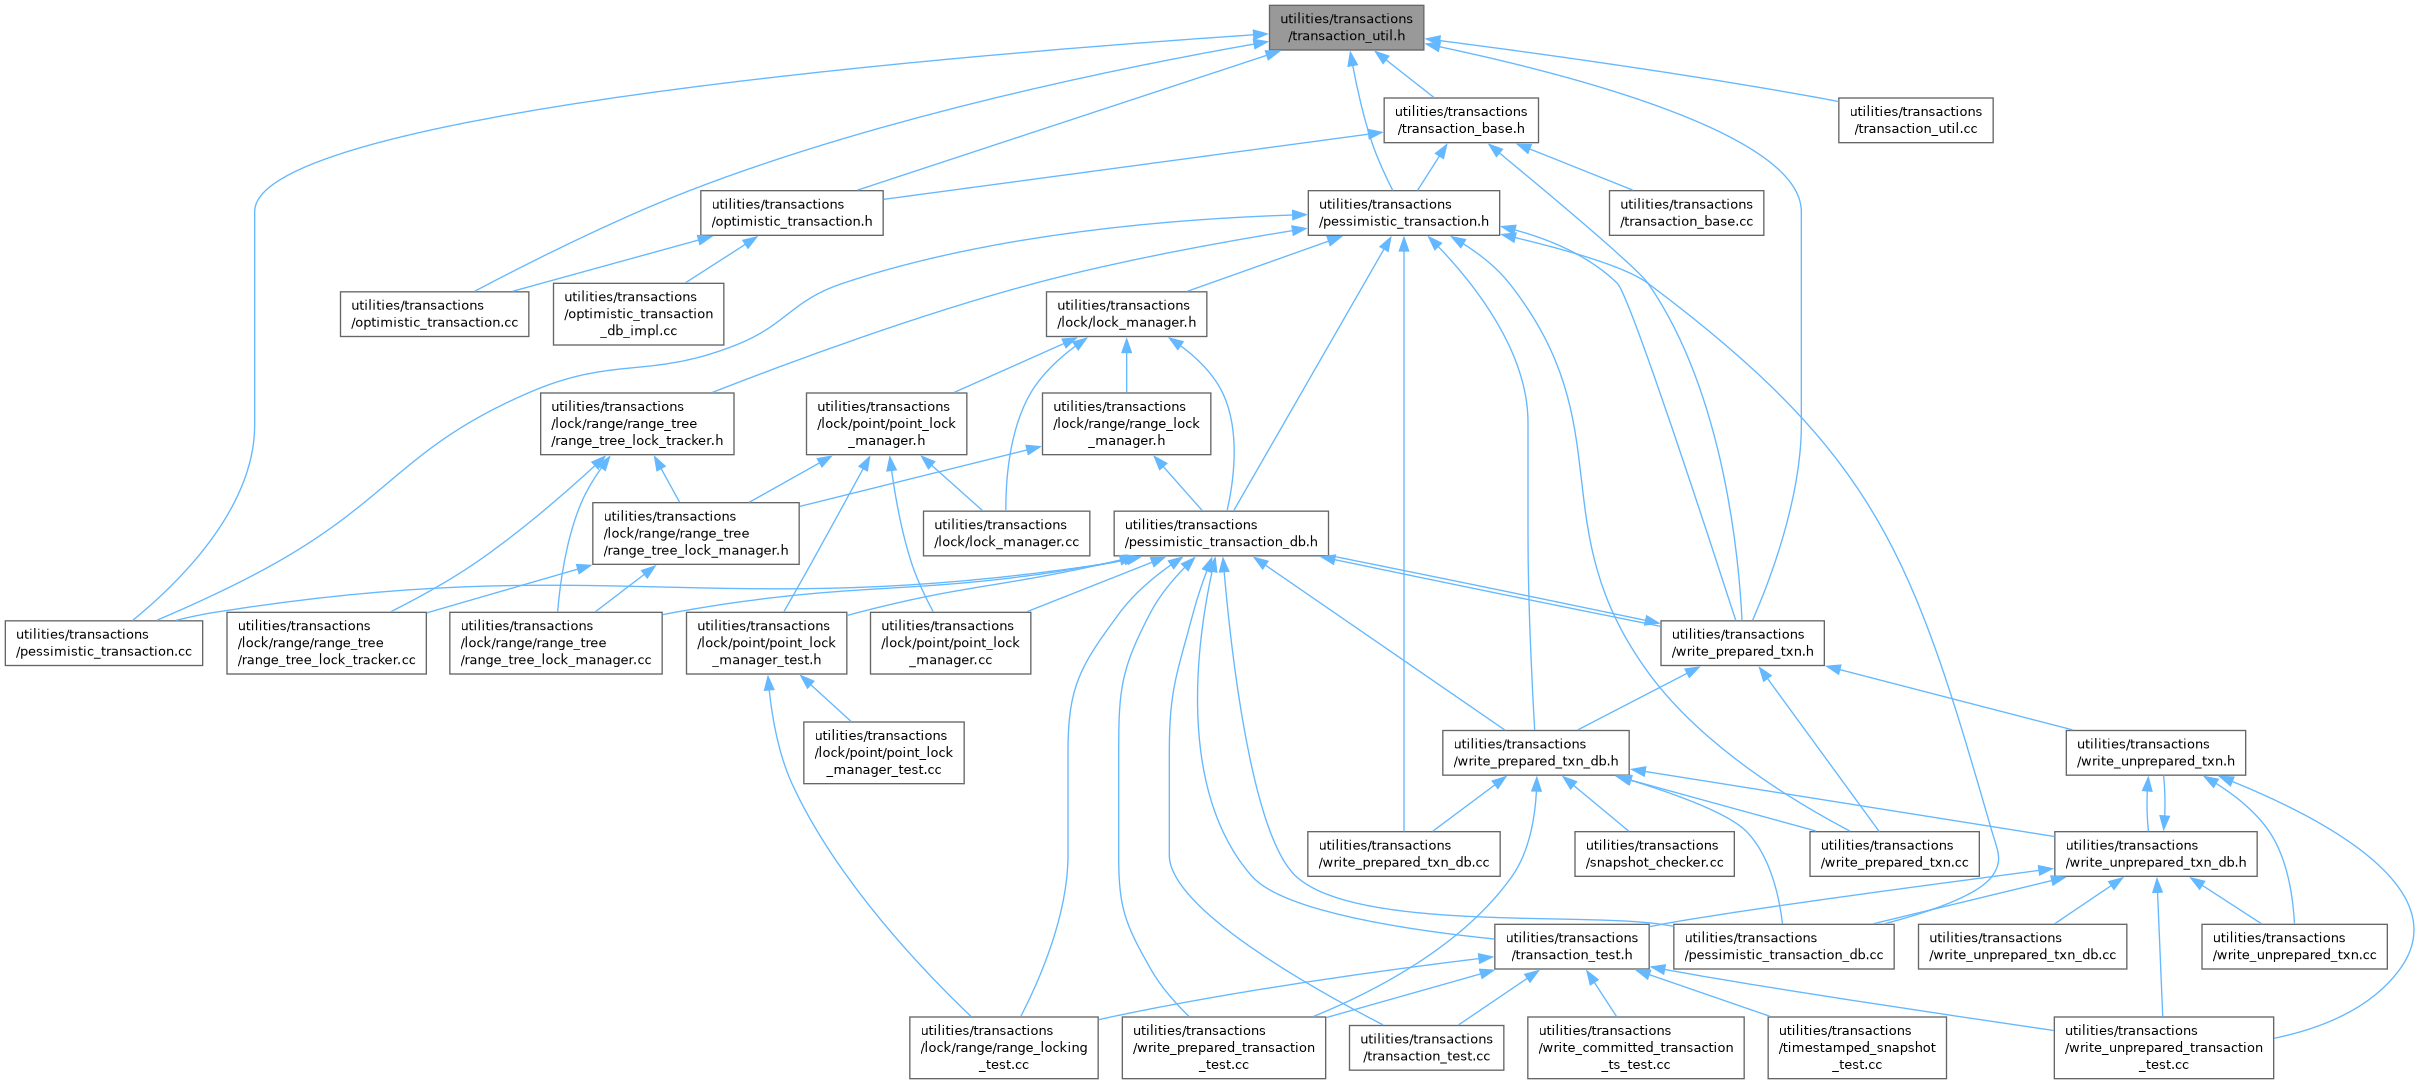 utilities/transactions
/transaction_util.h
utilities/transactions
/transaction_base.h
utilities/transactions
/transaction_util.cc
utilities/transactions
/optimistic_transaction.h
utilities/transactions
/pessimistic_transaction.h
utilities/transactions
/transaction_base.cc
utilities/transactions
/optimistic_transaction.cc
utilities/transactions
/optimistic_transaction
_db_impl.cc
utilities/transactions
/lock/lock_manager.h
utilities/transactions
/lock/range/range_tree
/range_tree_lock_tracker.h
utilities/transactions
/lock/point/point_lock
_manager.h
utilities/transactions
/lock/range/range_lock
_manager.h
utilities/transactions
/lock/range/range_tree
/range_tree_lock_manager.h
utilities/transactions
/lock/lock_manager.cc
utilities/transactions
/pessimistic_transaction_db.h
utilities/transactions
/pessimistic_transaction.cc
utilities/transactions
/lock/range/range_tree
/range_tree_lock_tracker.cc
utilities/transactions
/lock/range/range_tree
/range_tree_lock_manager.cc
utilities/transactions
/lock/point/point_lock
_manager_test.h
utilities/transactions
/lock/point/point_lock
_manager.cc
utilities/transactions
/write_prepared_txn.h
utilities/transactions
/lock/point/point_lock
_manager_test.cc
utilities/transactions
/write_prepared_txn_db.h
utilities/transactions
/write_unprepared_txn.h
utilities/transactions
/write_prepared_txn_db.cc
utilities/transactions
/snapshot_checker.cc
utilities/transactions
/write_prepared_txn.cc
utilities/transactions
/write_unprepared_txn_db.h
utilities/transactions
/transaction_test.h
utilities/transactions
/pessimistic_transaction_db.cc
utilities/transactions
/write_unprepared_txn_db.cc
utilities/transactions
/write_unprepared_txn.cc
utilities/transactions
/lock/range/range_locking
_test.cc
utilities/transactions
/write_prepared_transaction
_test.cc
utilities/transactions
/transaction_test.cc
utilities/transactions
/write_committed_transaction
_ts_test.cc
utilities/transactions
/timestamped_snapshot
_test.cc
utilities/transactions
/write_unprepared_transaction
_test.cc